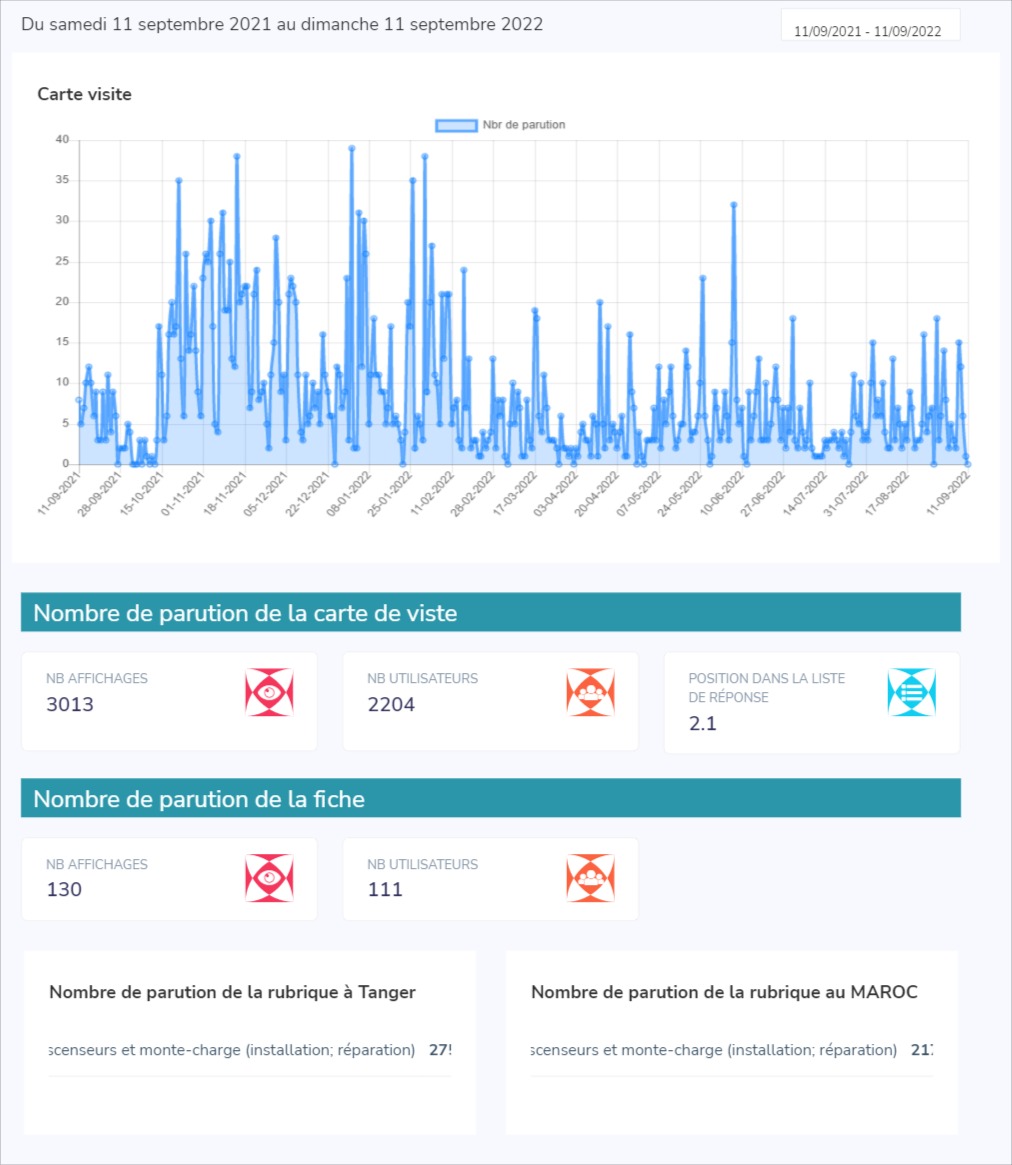 Du samedi 11 septembre 2021 au dimanche 11 septembre 2022
11/09/2021 - 11/09/2022
Carte visite
Nbr de parution
40
35
30
25
20
15
10
5
0
11-09-2021
28-09-2021
15-10-2021
01-11-2021
18-11-2021
05-12-2021
22-12-2021
08-01-2022
25-01-2022
11-02-2022
28-02-2022
17-03-2022
03-04-2022
20-04-2022
07-05-2022
24-05-2022
10-06-2022
27-06-2022
14-07-2022
31-07-2022
17-08-2022
11-09-2022
Nombre de parution de la carte de viste
NB AFFICHAGES
3013
NB UTILISATEURS
2204
POSITION DANS LA LISTE
DE RÉPONSE
2.1
Nombre de parution de la fiche
NB AFFICHAGES
130
NB UTILISATEURS
111
Nombre de parution de la rubrique à Tanger
scenseurs et monte-charge (installation; réparation)
Nombre de parution de la rubrique au MAROC
scenseurs et monte-charge (installation; réparation)